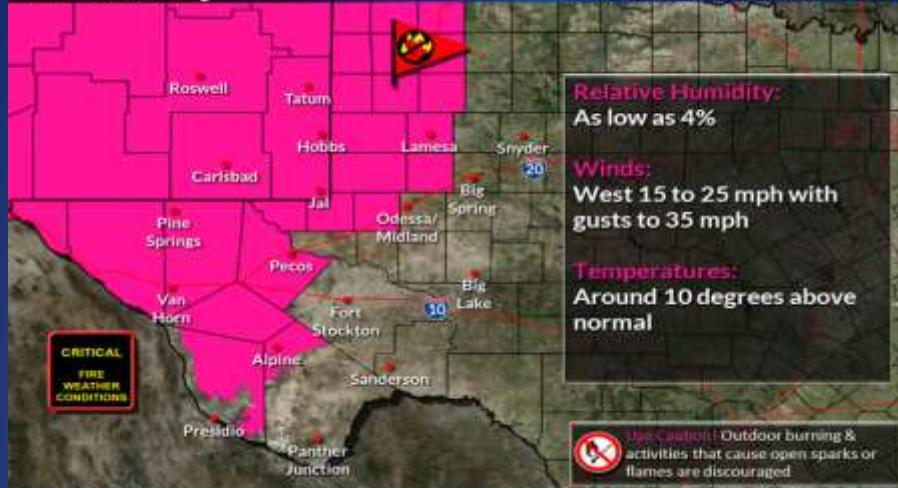 Roswell
Tatum
Hobbs
Lamesa
Snyder
20
Carlsbad
Jal
Big
Spring
Odessa/
Midland
Pine
Springs
Pecos
Van
Horn
Fort
Stockton
10
Big
Lake
Alpine
Sanderson
Presidio
Panther
Junction
CRITICAL
FIRE
WEATHER
CONDITIONS
Relative Humidity:
As low as 4%
Winds:
West 15 to 25 mph with
gusts to 35 mph
Temperatures:
Around 10 degrees above
normal
Use Caution! Outdoor burning &
activities that cause open sparks or
flames are discouraged